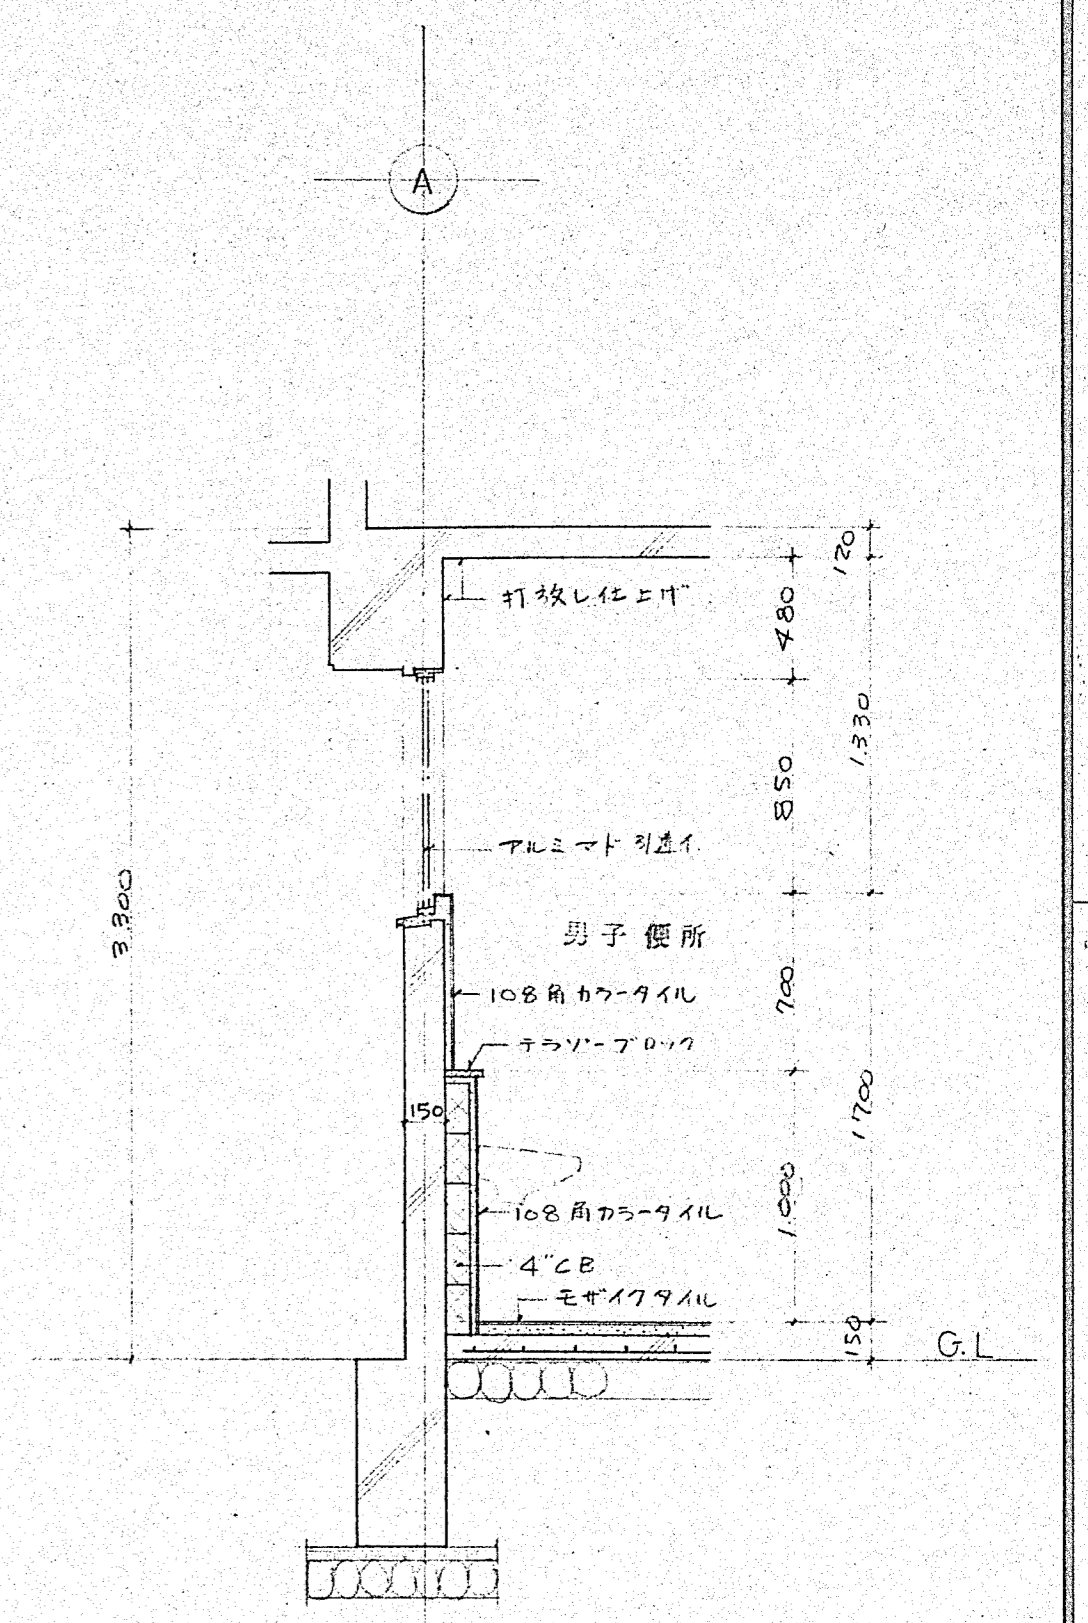 A
打放し仕上げ
120
480
1.330
850
アルミマド 引違イ
3.300
男子便所
108角カラータイル
700
テラゾーブロック
150
1.700
1.000
108角カラータイル
4"CB
モザイクタイル
150
G.L